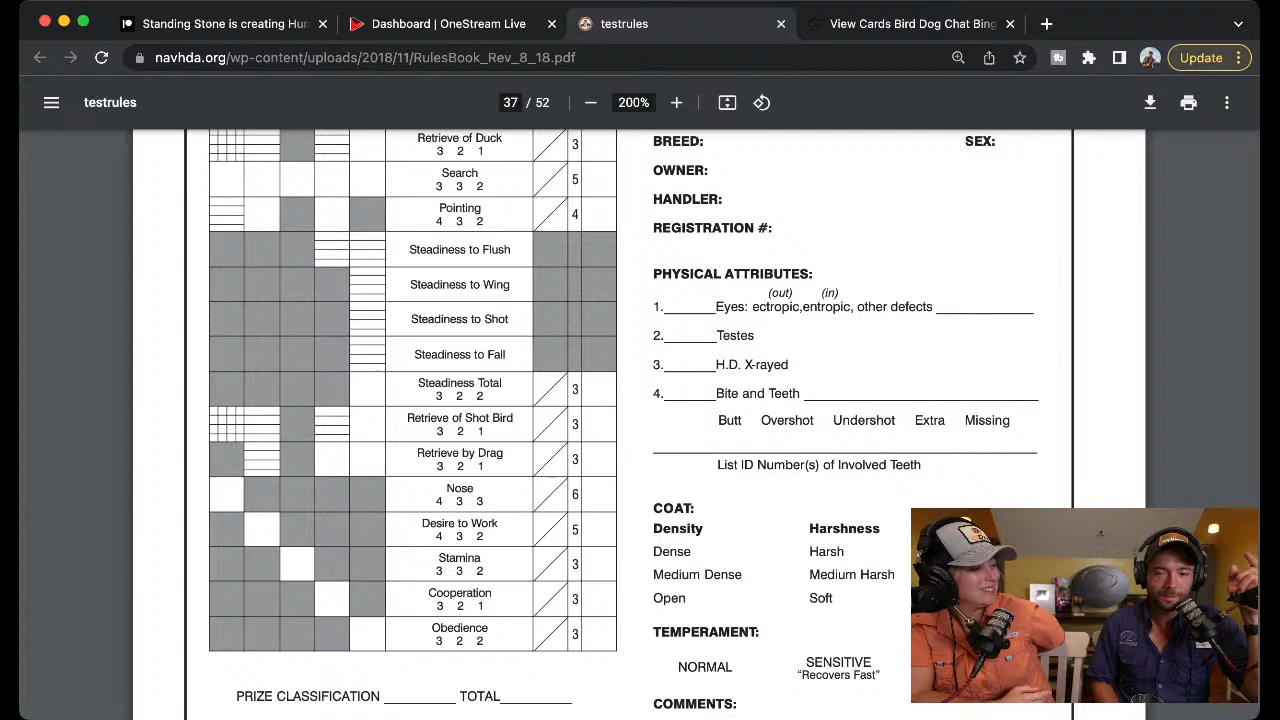 Standing Stone is creating Hun
Dashboard | OneStream Live
testrules
View Cards Bird Dog Chat Bing
navhda.org/wp-content/uploads/2018/11/RulesBook_Rev_8_18.pdf
Update
testrules
37 / 52
200%
Retrieve of Duck
3 2 1
3
Search
3 3 2
5
Pointing
4 3 2
4
Steadiness to Flush
Steadiness to Wing
Steadiness to Shot
Steadiness to Fall
Steadiness Total
3 2 2
3
Retrieve of Shot Bird
3 2 1
3
Retrieve by Drag
3 2 1
3
Nose
4 3 3
6
Desire to Work
4 3 2
5
Stamina
3 3 2
3
Cooperation
3 2 1
3
Obedience
3 2 2
3
PRIZE CLASSIFICATION __________ TOTAL__________
BREED: SEX:
OWNER:
HANDLER:
REGISTRATION #:
PHYSICAL ATTRIBUTES:
(out) (in)
1._______Eyes: ectropic,entropic, other defects _____________
2._______Testes
3._______H.D. X-rayed
4._______Bite and Teeth ________________________________
Butt Overshot Undershot Extra Missing
List ID Number(s) of Involved Teeth
COAT:
Density Harshness
Dense Harsh
Medium Dense Medium Harsh
Open Soft
TEMPERAMENT:
NORMAL SENSITIVE
“Recovers Fast”
COMMENTS: